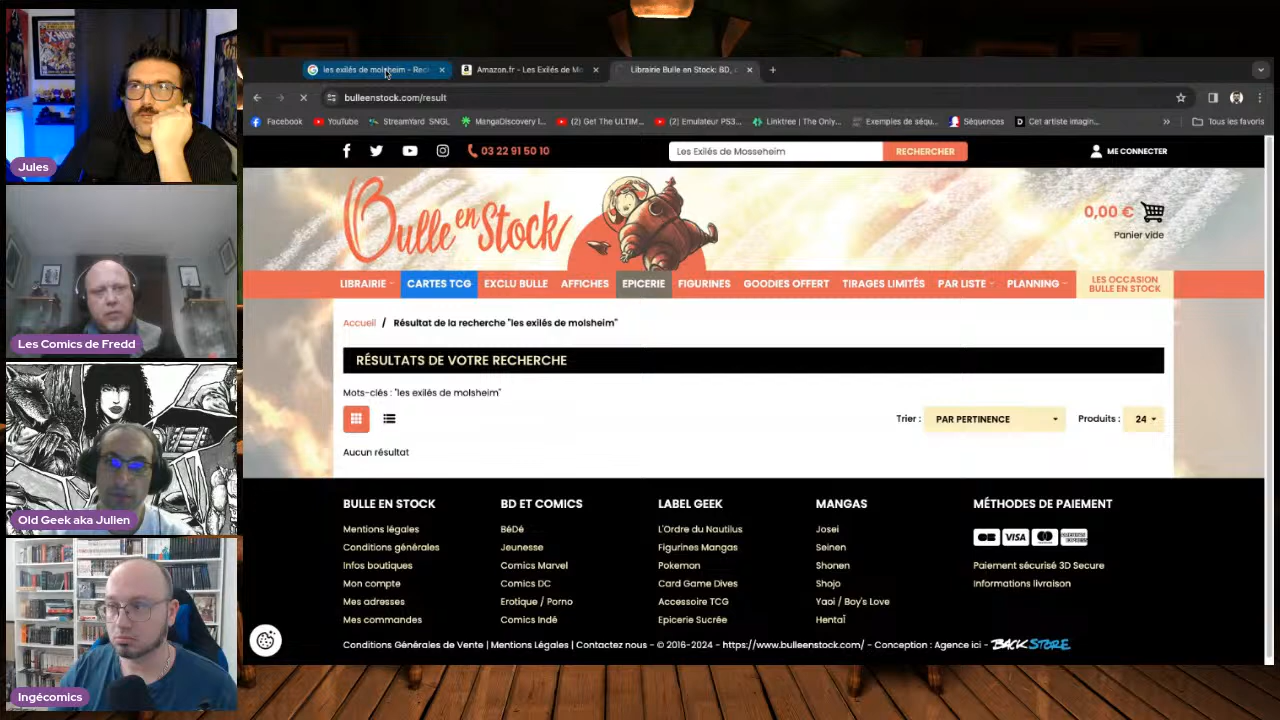 Jules
Les Comics de Fredd
Old Geek aka Julien
Ingécomics
les exilés de molsheim - Rec
Amazon.fr - Les Exilés de Mo
Librairie Bulle en Stock: BD, c
bulleenstock.com/result
Facebook
YouTube
StreamYard SNGL
MangaDiscovery l...
(2) Get The ULTIM...
(2) Emulateur PS3...
Linktree | The Only...
Exemples de séqu...
Séquences
Cet artiste imagin...
Tous les favoris
03 22 91 50 10
Les Exilés de Mosseheim
RECHERCHER
ME CONNECTER
Bulle en Stock
0,00 €
Panier vide
LIBRAIRIE
CARTES TCG
EXCLU BULLE
AFFICHES
EPICERIE
FIGURINES
GOODIES OFFERT
TIRAGES LIMITÉS
PAR LISTE
PLANNING
LES OCCASION
BULLE EN STOCK
Accueil / Résultat de la recherche "les exilés de molsheim"
RÉSULTATS DE VOTRE RECHERCHE
Mots-clés : "les exilés de molsheim"
Trier : PAR PERTINENCE
Produits : 24
Aucun résultat
BULLE EN STOCK
Mentions légales
Conditions générales
Infos boutiques
Mon compte
Mes adresses
Mes commandes
BD ET COMICS
BéDé
Jeunesse
Comics Marvel
Comics DC
Erotique / Porno
Comics Indé
LABEL GEEK
L'Ordre du Nautilus
Figurines Mangas
Pokemon
Card Game Dives
Accessoire TCG
Epicerie Sucrée
MANGAS
Josei
Seinen
Shonen
Shojo
Yaoi / Boy's Love
Hentaî
MÉTHODES DE PAIEMENT
VISA
Paiement sécurisé 3D Secure
Informations livraison
Conditions Générales de Vente | Mentions Légales | Contactez nous - © 2016-2024 - https://www.bulleenstock.com/ - Conception : Agence ici - BACK STORE